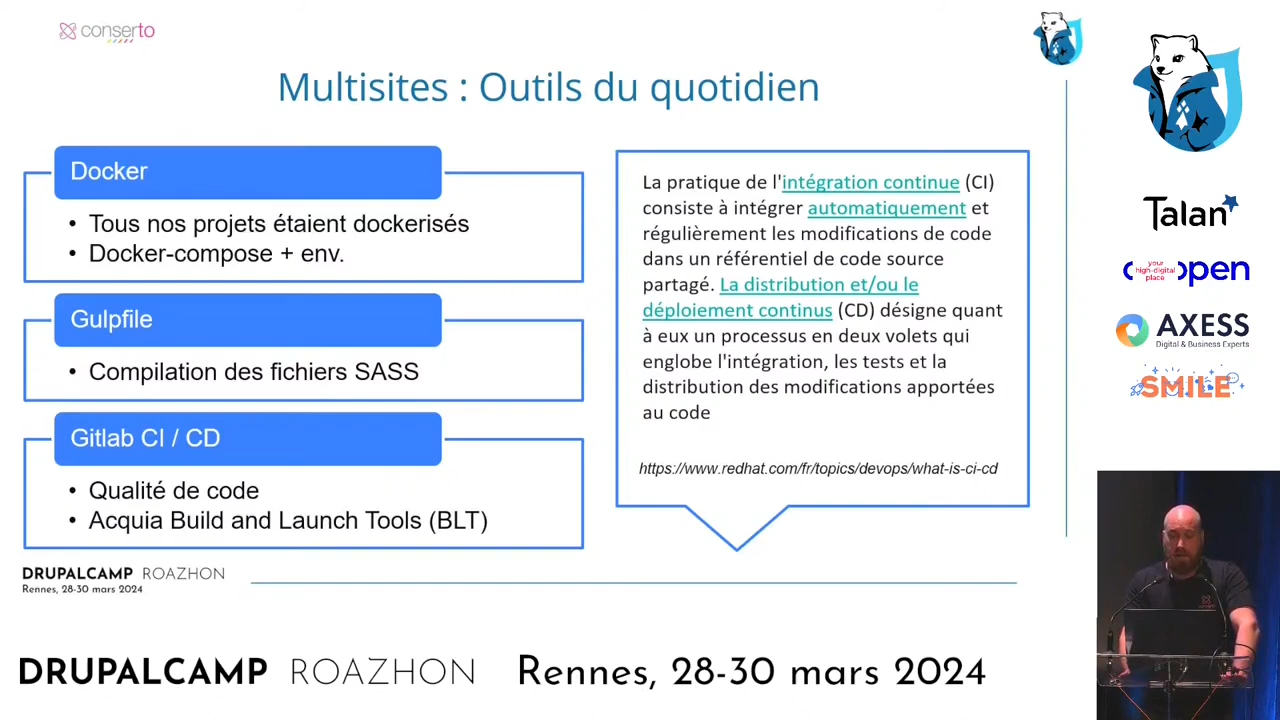 conserto
Multisites : Outils du quotidien
Docker
• Tous nos projets étaient dockerisés
• Docker-compose + env.
Gulpfile
• Compilation des fichiers SASS
Gitlab CI / CD
• Qualité de code
• Acquia Build and Launch Tools (BLT)
La pratique de l'intégration continue (CI)
consiste à intégrer automatiquement et
régulièrement les modifications de code
dans un référentiel de code source
partagé. La distribution et/ou le
déploiement continus (CD) désigne quant
à eux un processus en deux volets qui
englobe l'intégration, les tests et la
distribution des modifications apportées
au code
https://www.redhat.com/fr/topics/devops/what-is-ci-cd
DRUPALCAMP ROAZHON
Rennes, 28-30 mars 2024
Talan
your
high-digital
place
open
AXESS
Digital & Business Experts
SMILE
conserto
DRUPALCAMP ROAZHON Rennes, 28-30 mars 2024